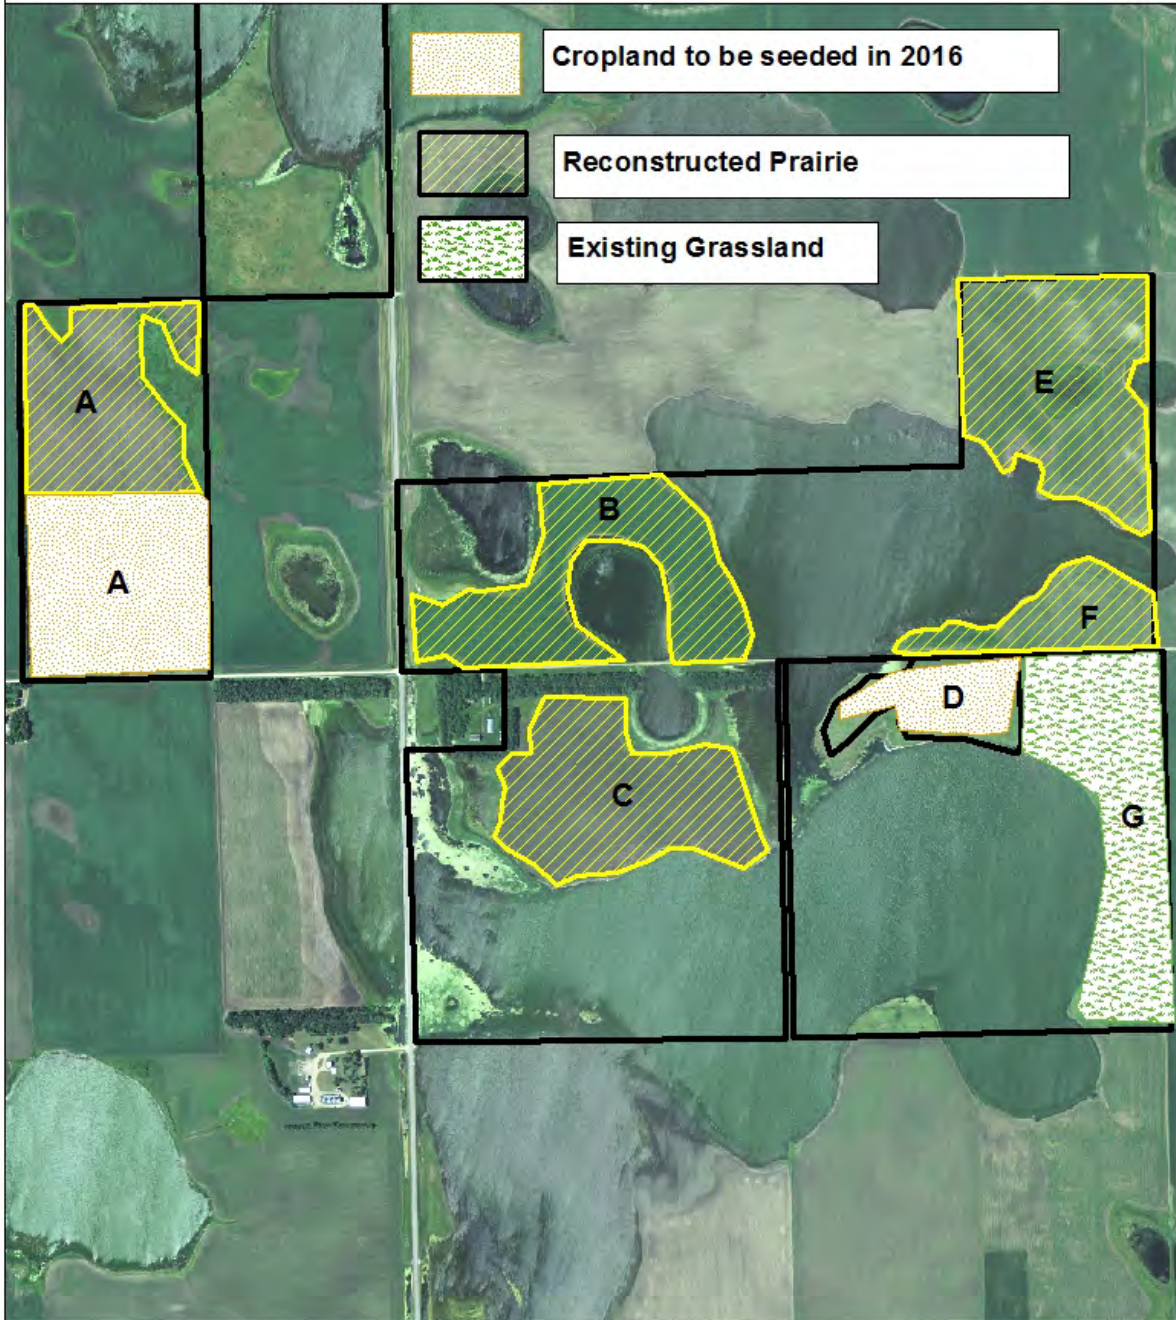 Cropland to be seeded in 2016
Reconstructed Prairie
Existing Grassland
A
E
B
A
F
D
C
G